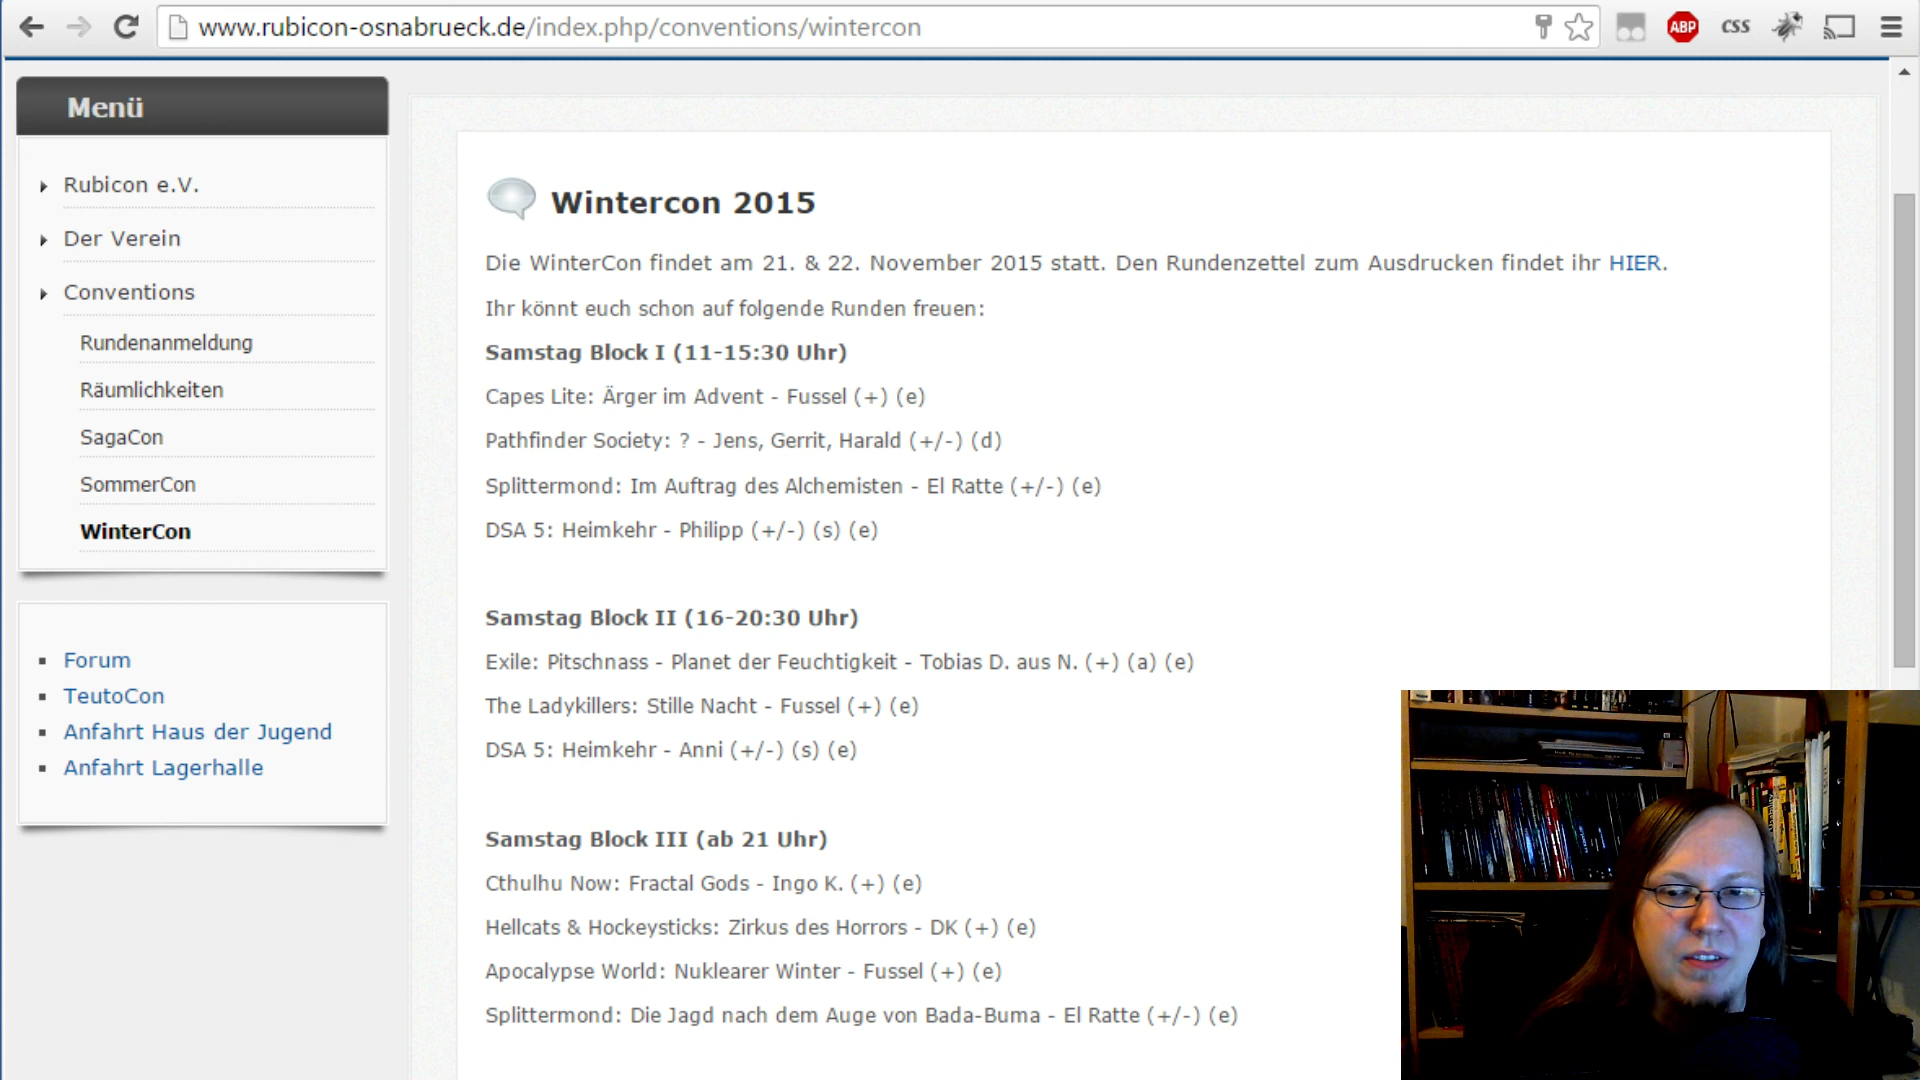 www.rubicon-osnabrueck.de/index.php/conventions/wintercon
ABP
CSS
Menü
Rubicon e.V.
Der Verein
Conventions
Rundenanmeldung
Räumlichkeiten
SagaCon
SommerCon
WinterCon
Forum
TeutoCon
Anfahrt Haus der Jugend
Anfahrt Lagerhalle
Wintercon 2015
Die WinterCon findet am 21. & 22. November 2015 statt. Den Rundenzettel zum Ausdrucken findet ihr HIER.
Ihr könnt euch schon auf folgende Runden freuen:
Samstag Block I (11-15:30 Uhr)
Capes Lite: Ärger im Advent - Fussel (+) (e)
Pathfinder Society: ? - Jens, Gerrit, Harald (+/-) (d)
Splittermond: Im Auftrag des Alchemisten - El Ratte (+/-) (e)
DSA 5: Heimkehr - Philipp (+/-) (s) (e)
Samstag Block II (16-20:30 Uhr)
Exile: Pitschnass - Planet der Feuchtigkeit - Tobias D. aus N. (+) (a) (e)
The Ladykillers: Stille Nacht - Fussel (+) (e)
DSA 5: Heimkehr - Anni (+/-) (s) (e)
Samstag Block III (ab 21 Uhr)
Cthulhu Now: Fractal Gods - Ingo K. (+) (e)
Hellcats & Hockeysticks: Zirkus des Horrors - DK (+) (e)
Apocalypse World: Nuklearer Winter - Fussel (+) (e)
Splittermond: Die Jagd nach dem Auge von Bada-Buma - El Ratte (+/-) (e)